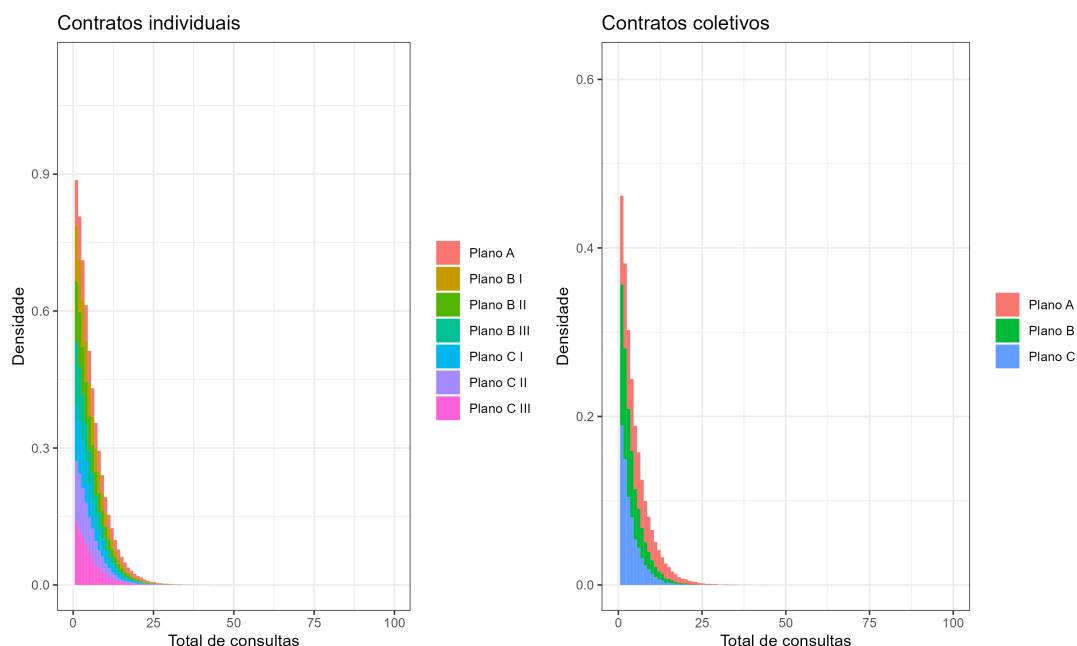 Contratos individuais
Densidade
0.9
0.6
0.3
0.0
0
25
50
75
100
Total de consultas
Plano A
Plano B I
Plano B II
Plano B III
Plano C I
Plano C II
Plano C III
Contratos coletivos
Densidade
0.6
0.4
0.2
0.0
0
25
50
75
100
Total de consultas
Plano A
Plano B
Plano C